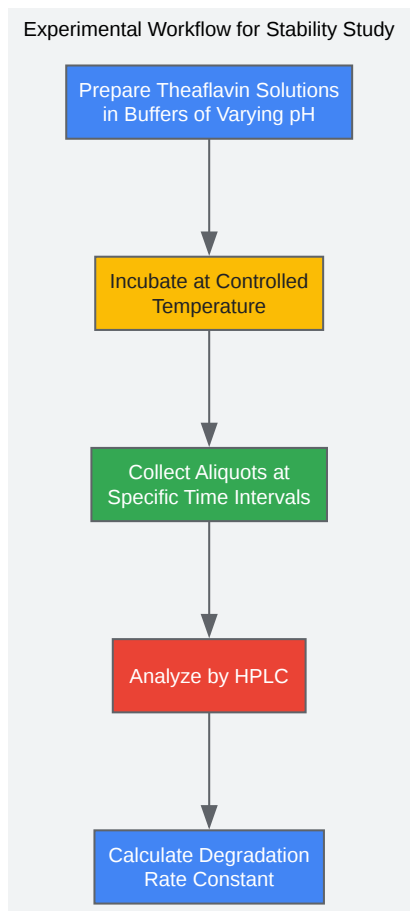 Experimental Workflow for Stability Study
Prepare Theaflavin Solutions
in Buffers of Varying pH
Incubate at Controlled
Temperature
Collect Aliquots at
Specific Time Intervals
Analyze by HPLC
Calculate Degradation
Rate Constant